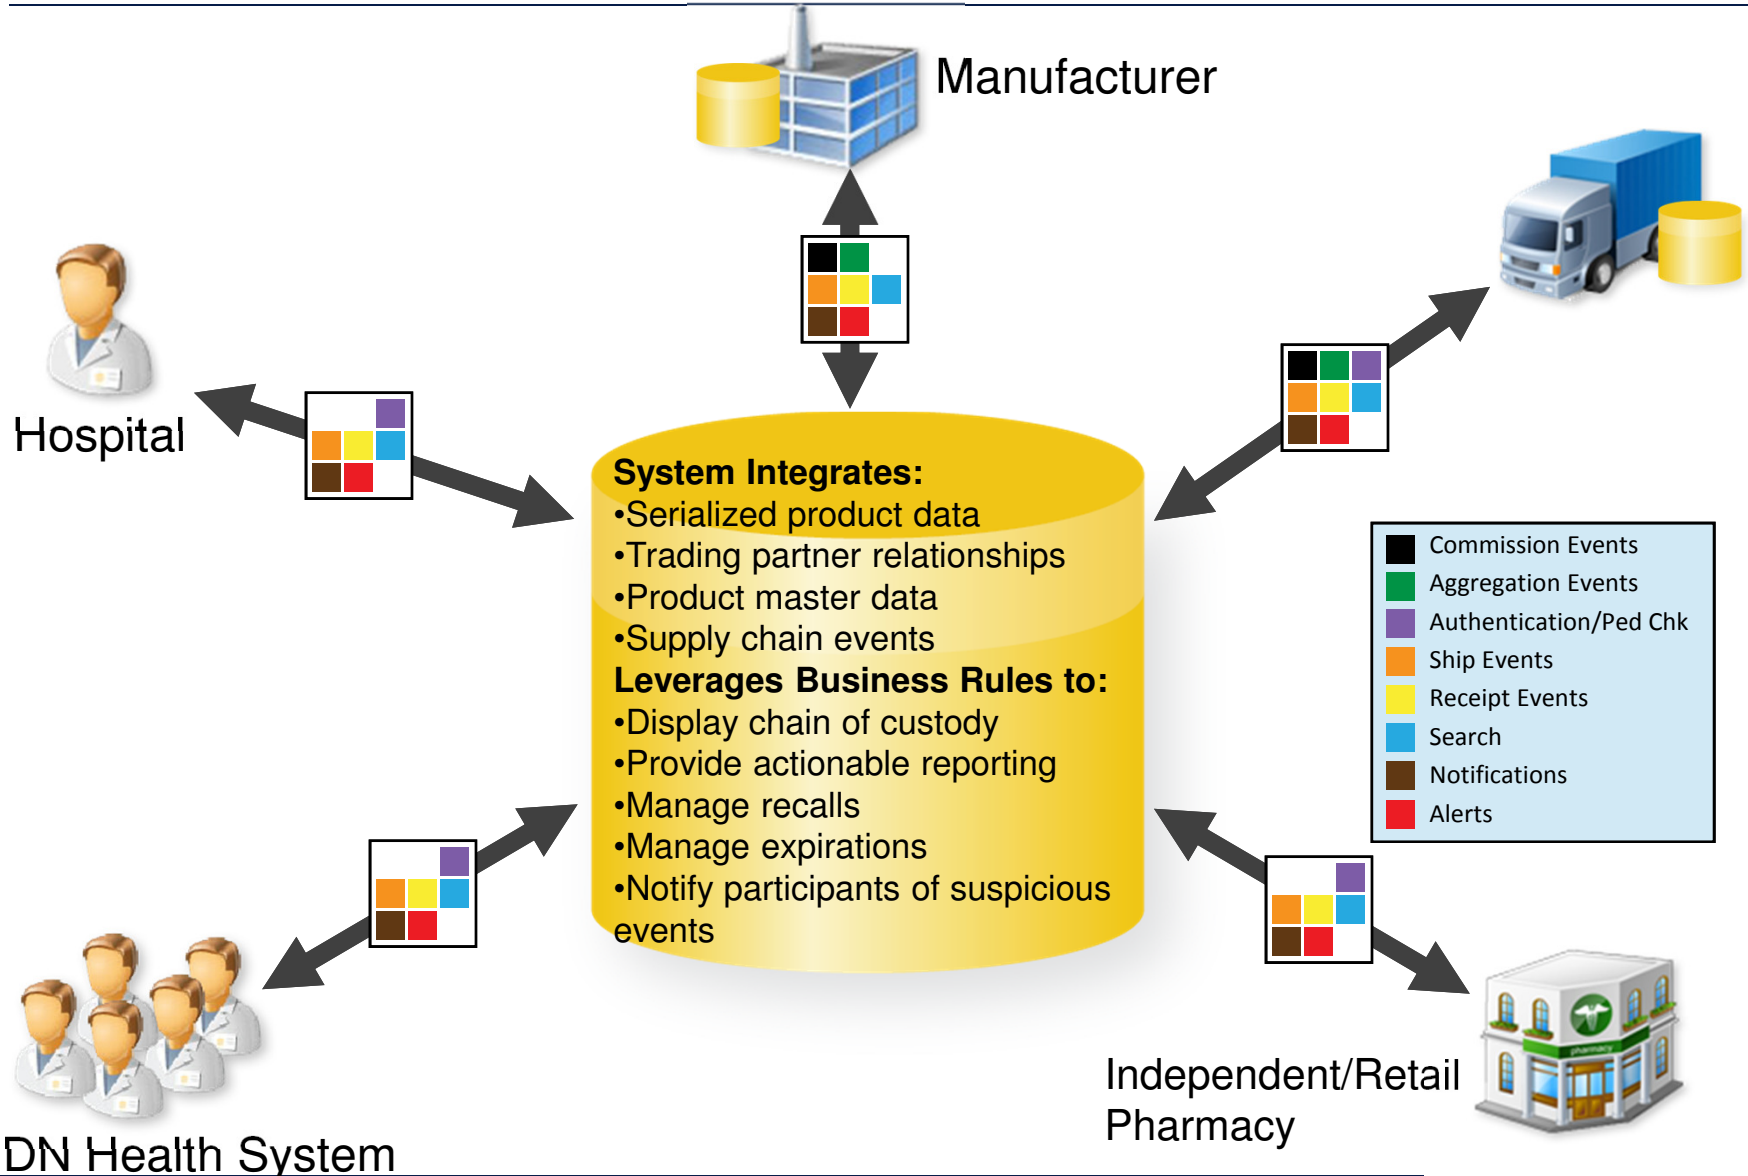 Manufacturer
Hospital
System Integrates:
•Serialized product data
•Trading partner relationships
•Product master data
•Supply chain events
Leverages Business Rules to:
•Display chain of custody
•Provide actionable reporting
•Manage recalls
•Manage expirations
•Notify participants of suspicious
events
Commission Events
Aggregation Events
Authentication/Ped Chk
Ship Events
Receipt Events
Search
Notifications
Alerts
pharmacy
Independent/Retail
Pharmacy
DN Health System